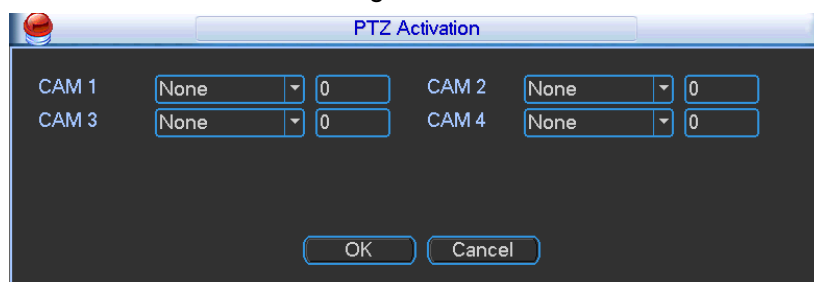 PTZ Activation
CAM 1 None 0 CAM 2 None 0
CAM 3 None 0 CAM 4 None 0
OK Cancel